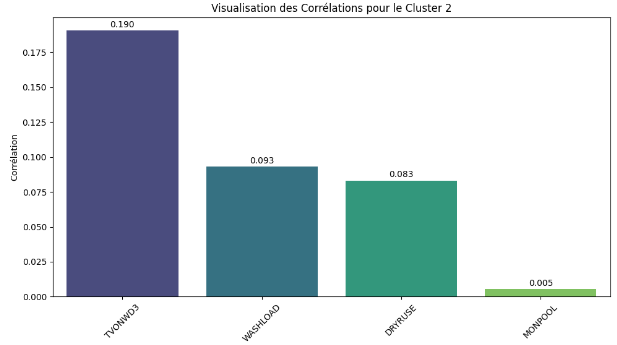 Visualisation des Corrélations pour le Cluster 2
Corrélation
0.175
0.150
0.125
0.100
0.075
0.050
0.025
0.000
0.190
0.093
0.083
0.005
TVONWD3
WASHLOAD
DRYRUSE
MONPOOL